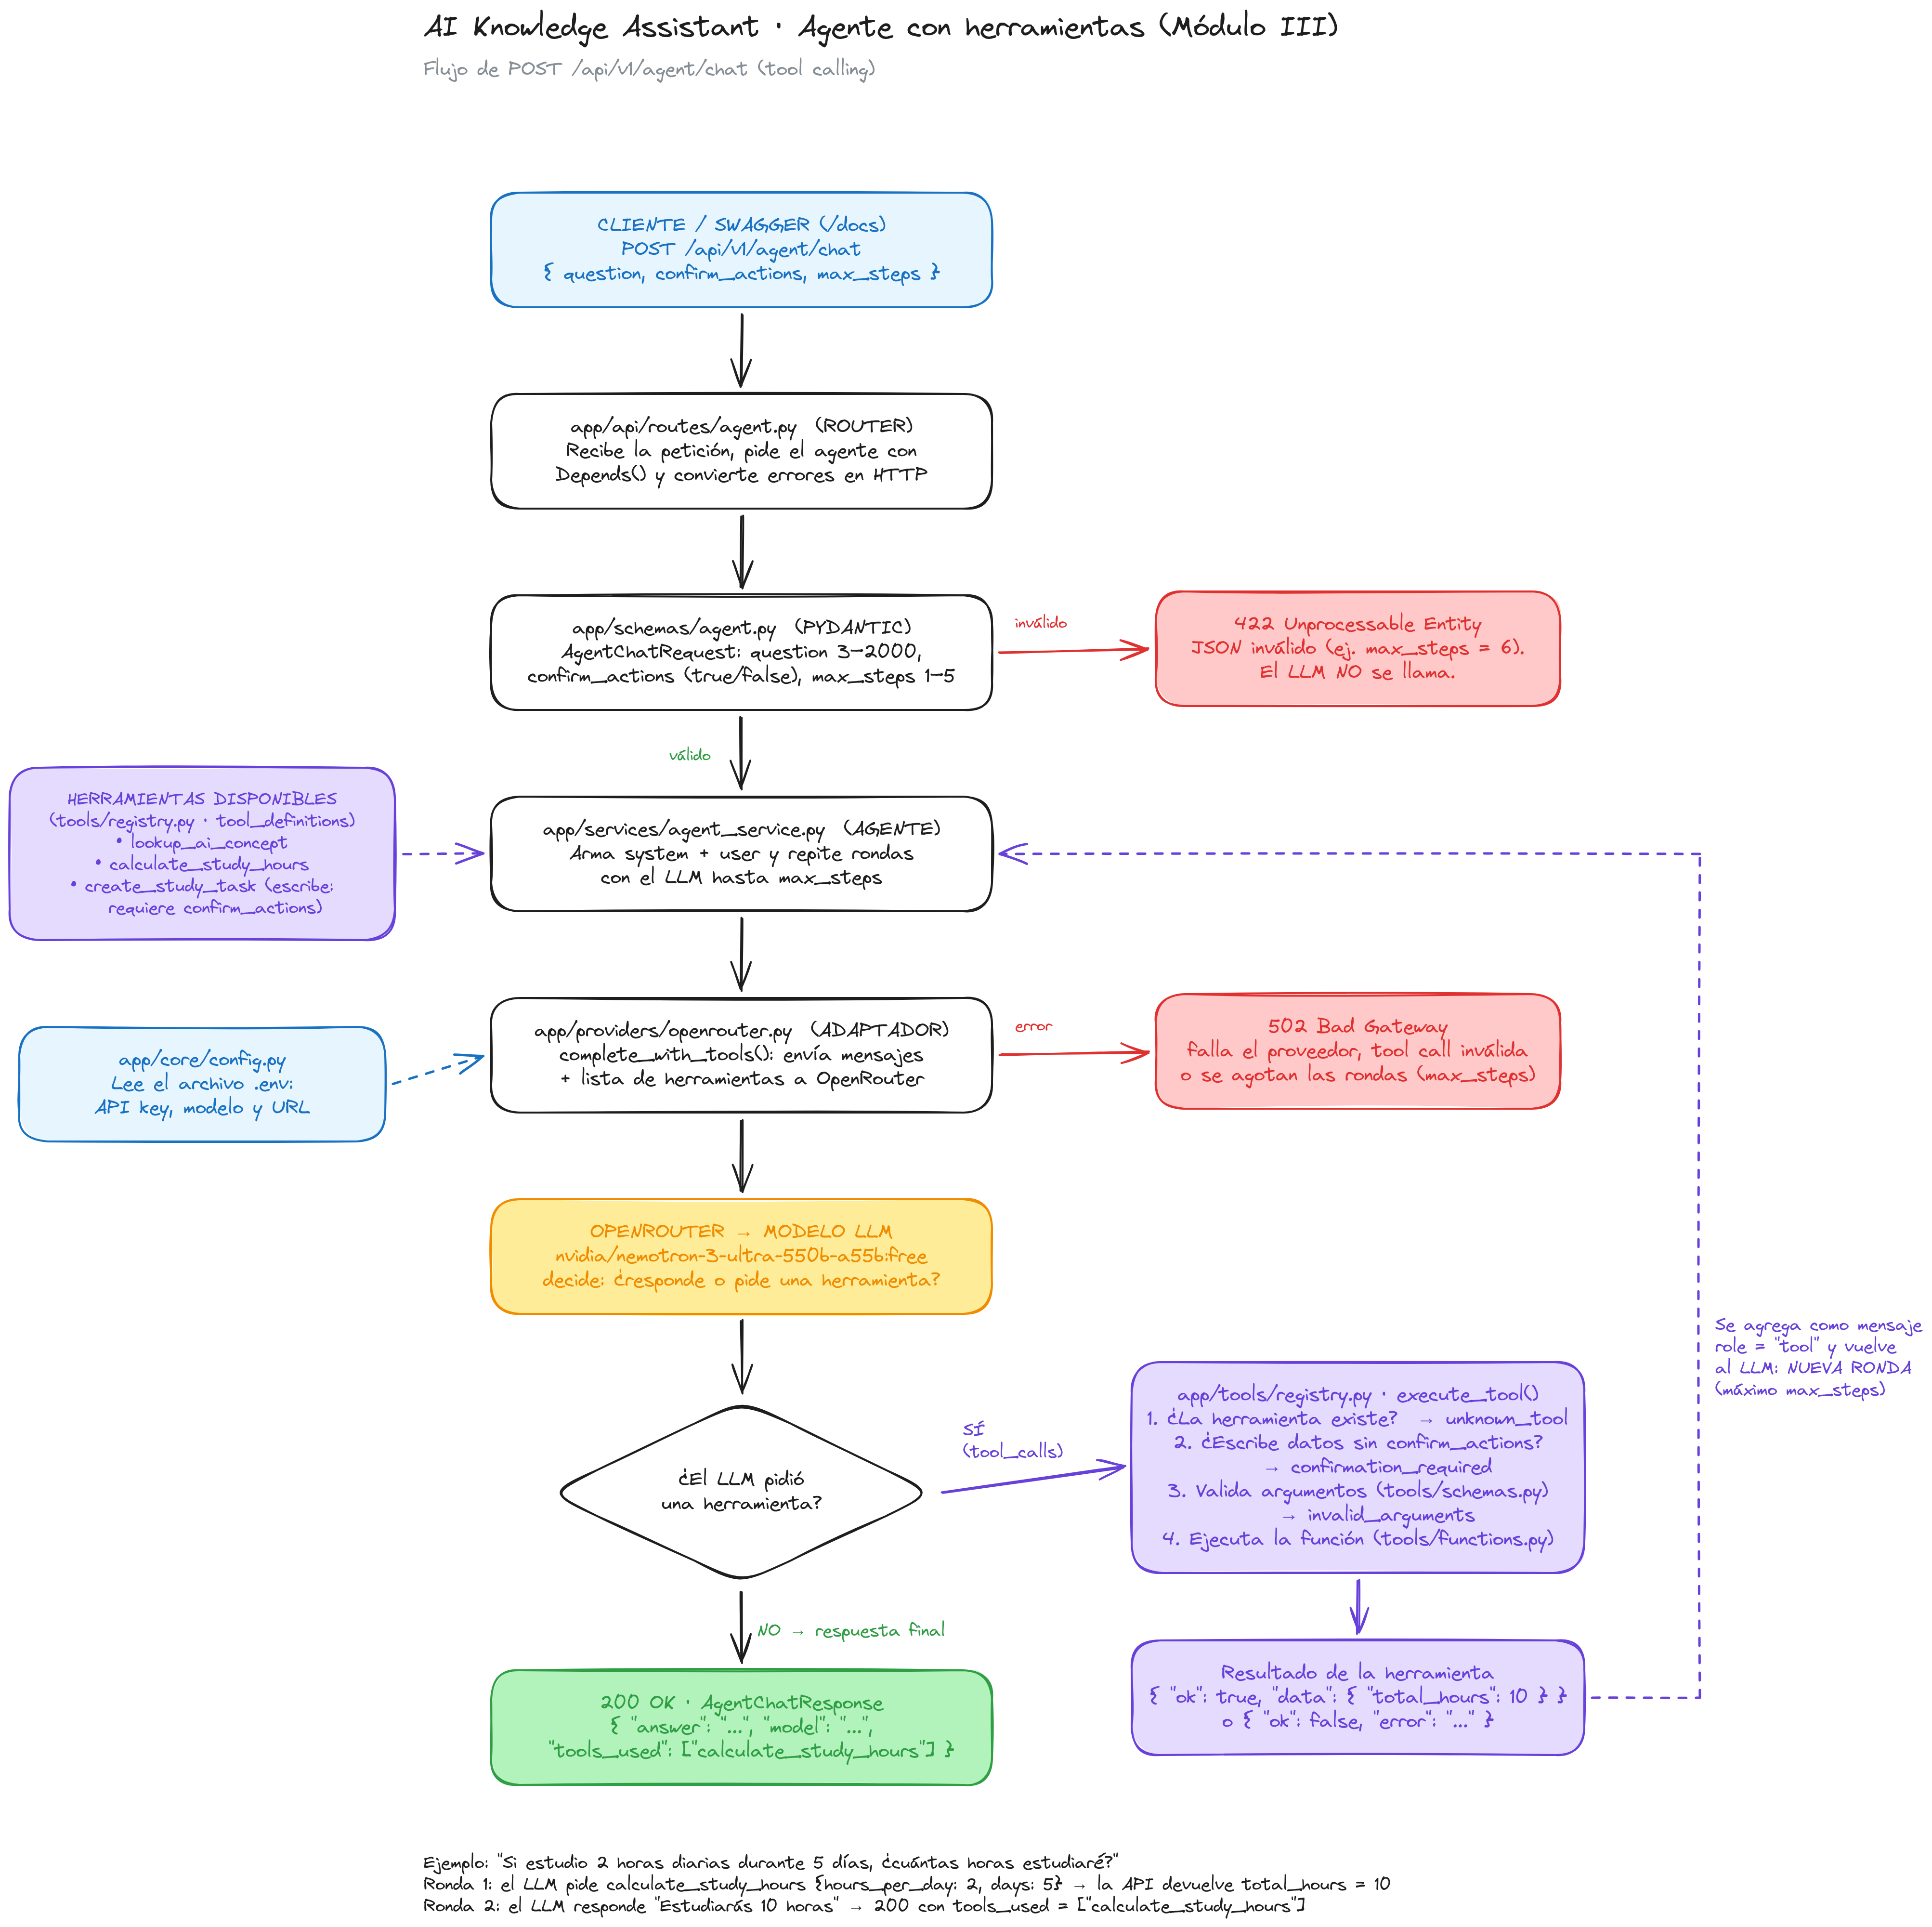 AI Knowledge Assistant · Agente con herramientas (Módulo III)
Flujo de POST /api/v1/agent/chat (tool calling)
CLIENTE / SWAGGER (/docs)
POST /api/v1/agent/chat
{ question, confirm_actions, max_steps }
app/api/routes/agent.py (ROUTER)
Recibe la petición, pide el agente con
Depends() y convierte errores en HTTP
app/schemas/agent.py (PYDANTIC)
AgentChatRequest: question 3–2000,
confirm_actions (true/false), max_steps 1–5
inválido
422 Unprocessable Entity
JSON inválido (ej. max_steps = 6).
El LLM NO se llama.
válido
HERRAMIENTAS DISPONIBLES
(tools/registry.py · tool_definitions)
• lookup_ai_concept
• calculate_study_hours
• create_study_task (escribe:
requiere confirm_actions)
app/services/agent_service.py (AGENTE)
Arma system + user y repite rondas
con el LLM hasta max_steps
app/core/config.py
Lee el archivo .env:
API key, modelo y URL
app/providers/openrouter.py (ADAPTADOR)
complete_with_tools(): envía mensajes
+ lista de herramientas a OpenRouter
error
502 Bad Gateway
falla el proveedor, tool call inválida
o se agotan las rondas (max_steps)
OPENROUTER → MODELO LLM
nvidia/nemotron-3-ultra-550b-a55b:free
decide: ¿responde o pide una herramienta?
¿El LLM pidió
una herramienta?
SÍ
(tool_calls)
app/tools/registry.py · execute_tool()
1. ¿La herramienta existe? → unknown_tool
2. ¿Escribe datos sin confirm_actions?
→ confirmation_required
3. Valida argumentos (tools/schemas.py)
→ invalid_arguments
4. Ejecuta la función (tools/functions.py)
Se agrega como mensaje
role = "tool" y vuelve
al LLM: NUEVA RONDA
(máximo max_steps)
NO → respuesta final
200 OK · AgentChatResponse
{ "answer": "...", "model": "...",
"tools_used": ["calculate_study_hours"] }
Resultado de la herramienta
{ "ok": true, "data": { "total_hours": 10 } }
o { "ok": false, "error": "..." }
Ejemplo: "Si estudio 2 horas diarias durante 5 días, ¿cuántas horas estudiaré?"
Ronda 1: el LLM pide calculate_study_hours {hours_per_day: 2, days: 5} → la API devuelve total_hours = 10
Ronda 2: el LLM responde "Estudiarás 10 horas" → 200 con tools_used = ["calculate_study_hours"]